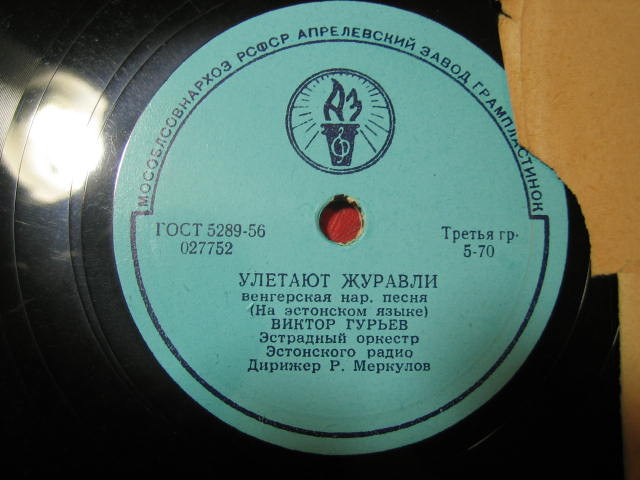 МОСОБЛСОВНАРХОЗ РСФСР АПРЕЛЕВСКИЙ ЗАВОД ГРАМПЛАСТИНОК
АЗ
ГОСТ 5289-56
027752
Третья гр.
5-70
УЛЕТАЮТ ЖУРАВЛИ
венгерская нар. песня
(На эстонском языке)
ВИКТОР ГУРЬЕВ
Эстрадный оркестр
Эстонского радио
Дирижер Р. Меркулов